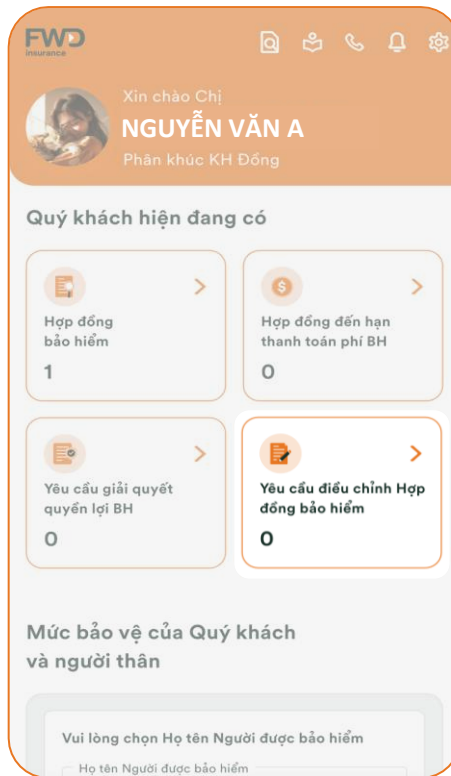 FWD
insurance
Xin chào Chị
NGUYỄN VĂN A
Phân khúc KH Đồng
Quý khách hiện đang có
Hợp đồng
bảo hiểm
1
Hợp đồng đến hạn
thanh toán phí BH
0
Yêu cầu giải quyết
quyền lợi BH
0
Yêu cầu điều chỉnh Hợp
đồng bảo hiểm
0
Mức bảo vệ của Quý khách
và người thân
Vui lòng chọn Họ tên Người được bảo hiểm
Họ tên Người được bảo hiểm